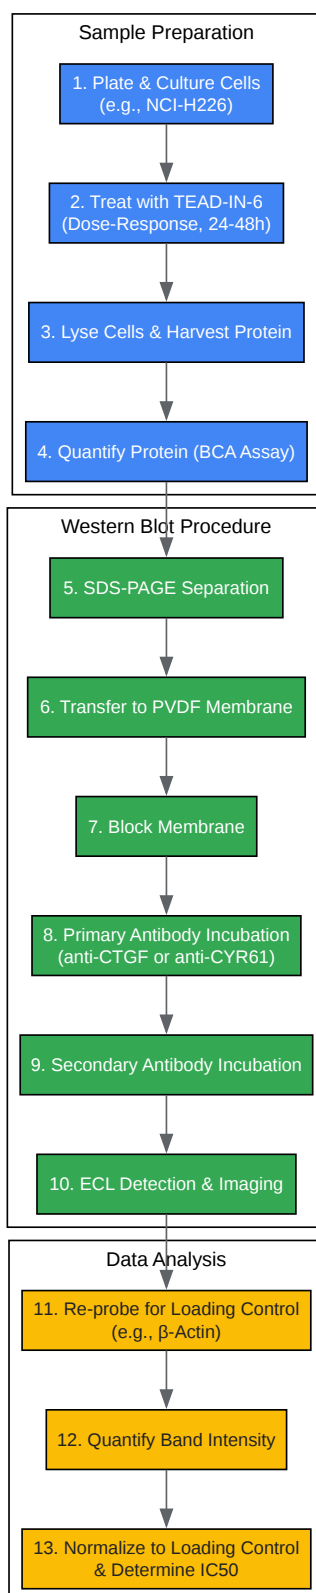 Sample Preparation
1. Plate & Culture Cells
(e.g., NCI-H226)
2. Treat with TEAD-IN-6
(Dose-Response, 24-48h)
3. Lyse Cells & Harvest Protein
4. Quantify Protein (BCA Assay)
Western Blot Procedure
5. SDS-PAGE Separation
6. Transfer to PVDF Membrane
7. Block Membrane
8. Primary Antibody Incubation
(anti-CTGF or anti-CYR61)
9. Secondary Antibody Incubation
10. ECL Detection & Imaging
Data Analysis
11. Re-probe for Loading Control
(e.g., β-Actin)
12. Quantify Band Intensity
13. Normalize to Loading Control
& Determine IC50